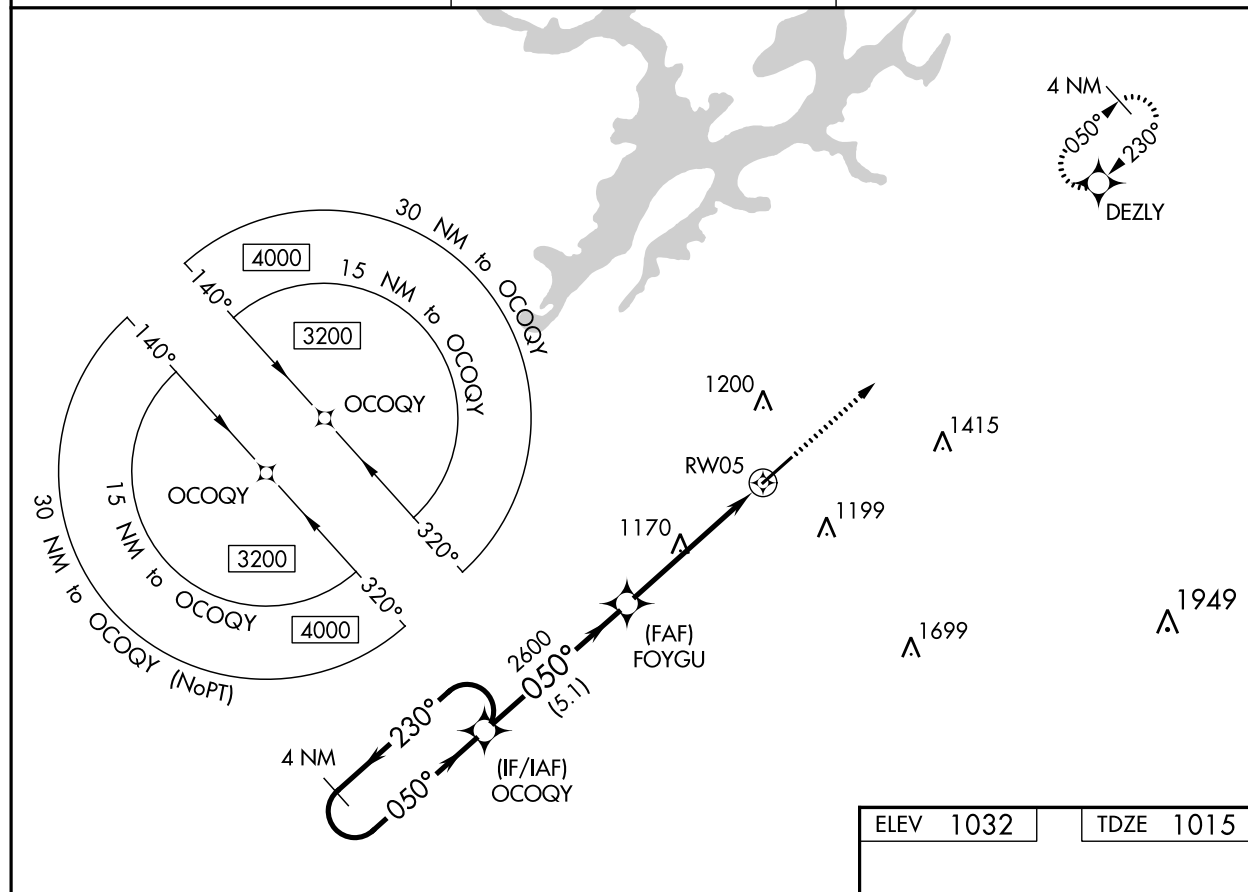 4 NM
050°
230°
DEZLY
30 NM to OCOQY
4000
15 NM to OCOQY
140°
3200
OCOQY
320°
140°
OCOQY
15 NM to OCOQY
3200
30 NM to OCOQY (NoPT)
4000
320°
1200
1415
RW05
1199
1170
1949
1699
(FAF)
FOYGU
2600
050°
(5.1)
230°
4 NM
050°
(IF/IAF)
OCOQY
ELEV 1032
TDZE 1015